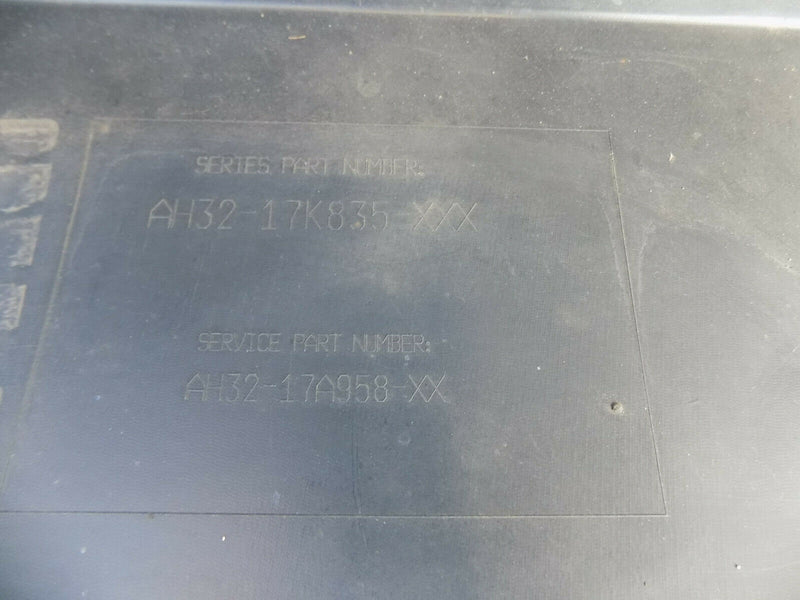 SERIES PART NUMBER:
AH32-17K835-XXX
SERVICE PART NUMBER:
AH32-17A958-XX